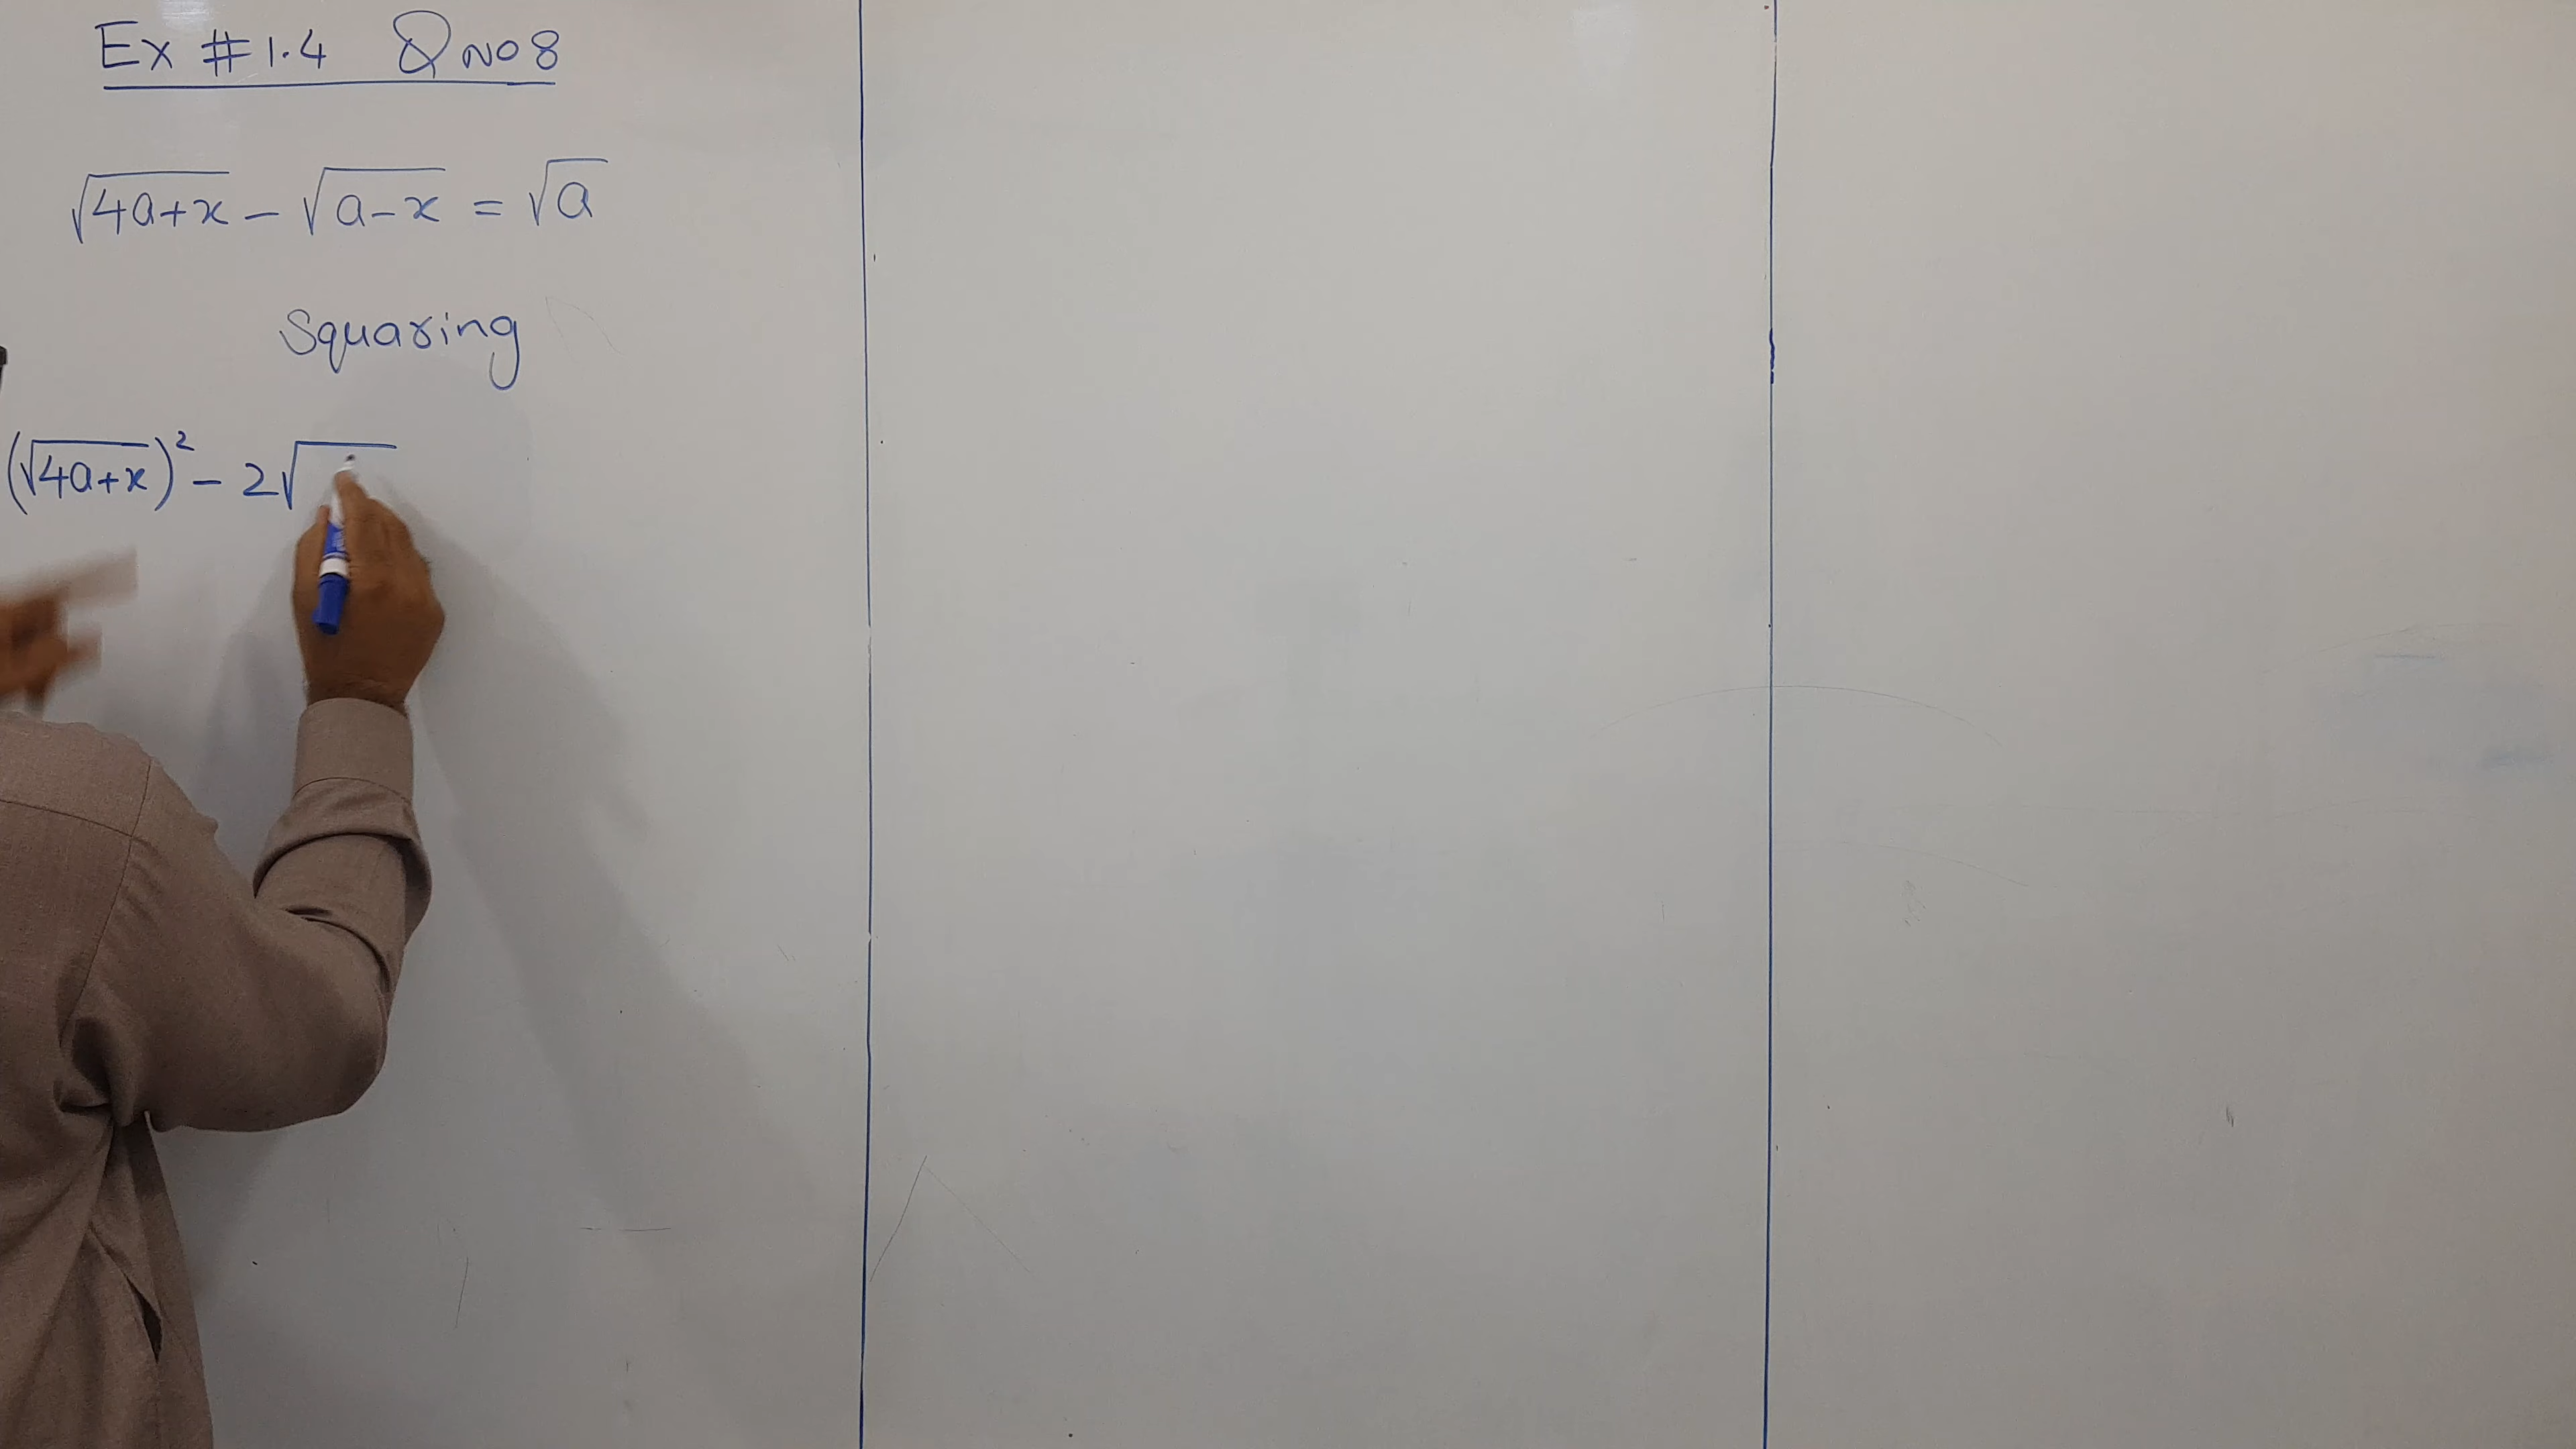 Ex #1.4 Q NO 8
√(4a+x) - √(a-x) = √a
Squaring
(√(4a+x))² - 2√